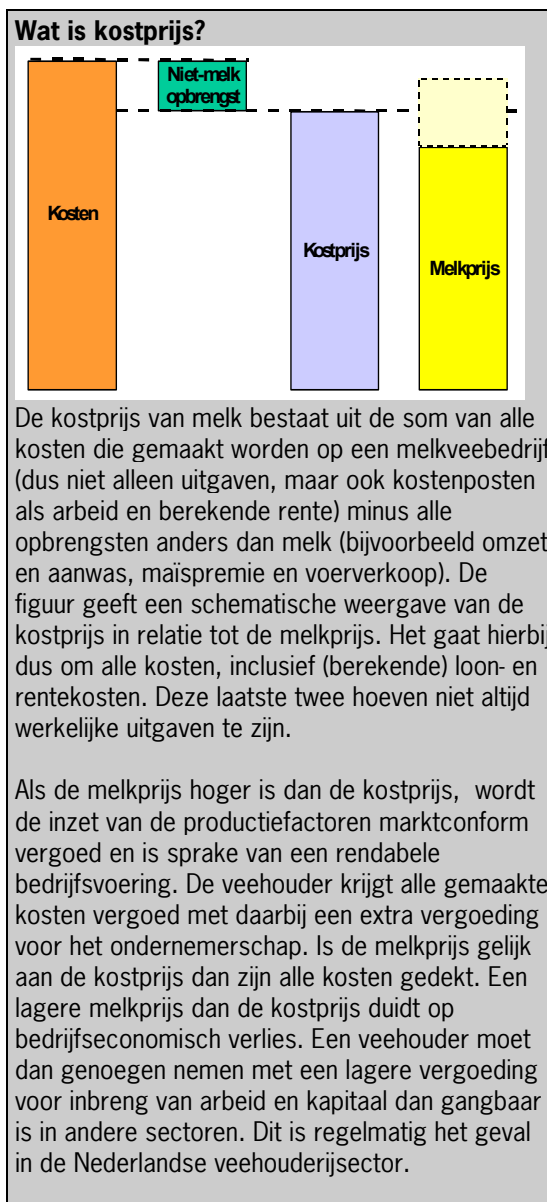 Wat is kostprijs?
Niet-melk
opbrengst
Kosten
Kostprijs
Melkprijs
De kostprijs van melk bestaat uit de som van alle
kosten die gemaakt worden op een melkveebedrijf
(dus niet alleen uitgaven, maar ook kostenposten
als arbeid en berekende rente) minus alle
opbrengsten anders dan melk (bijvoorbeeld omzet
en aanwas, maïspremie en voerverkoop). De
figuur geeft een schematische weergave van de
kostprijs in relatie tot de melkprijs. Het gaat hierbij
dus om alle kosten, inclusief (berekende) loon- en
rentekosten. Deze laatste twee hoeven niet altijd
werkelijke uitgaven te zijn.
Als de melkprijs hoger is dan de kostprijs, wordt
de inzet van de productiefactoren marktconform
vergoed en is sprake van een rendabele
bedrijfsvoering. De veehouder krijgt alle gemaakte
kosten vergoed met daarbij een extra vergoeding
voor het ondernemerschap. Is de melkprijs gelijk
aan de kostprijs dan zijn alle kosten gedekt. Een
lagere melkprijs dan de kostprijs duidt op
bedrijfseconomisch verlies. Een veehouder moet
dan genoegen nemen met een lagere vergoeding
voor inbreng van arbeid en kapitaal dan gangbaar
is in andere sectoren. Dit is regelmatig het geval
in de Nederlandse veehouderijsector.